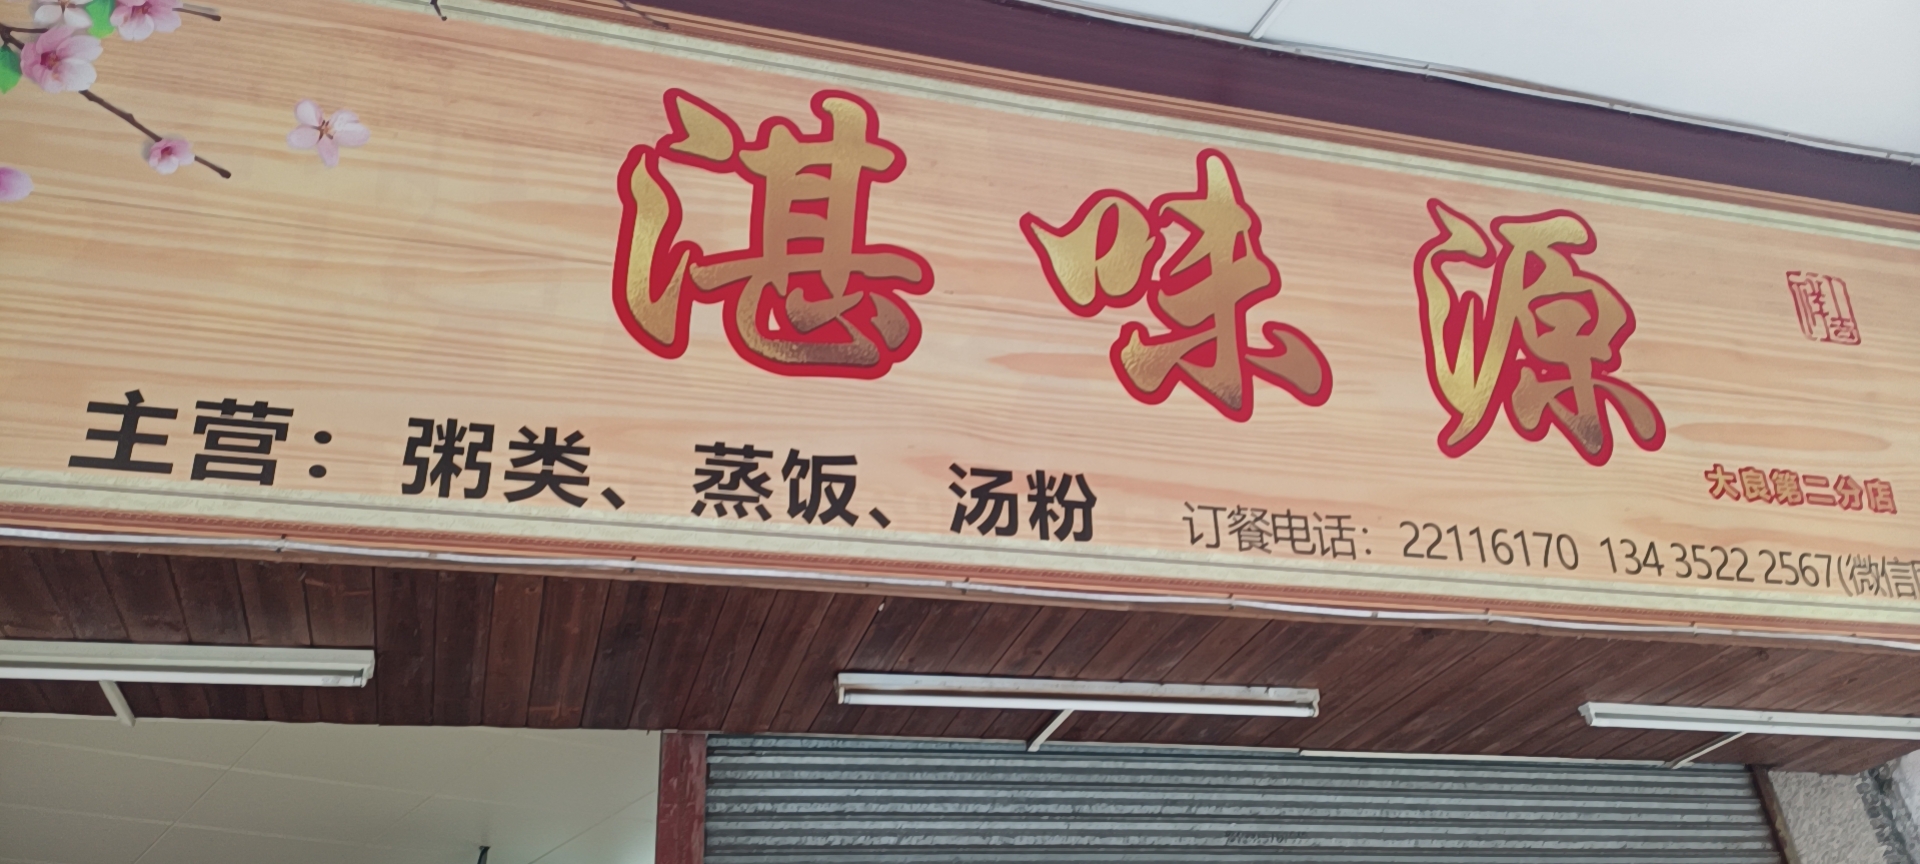 湛味源
大良第二分店
主营：粥类、蒸饭、汤粉
订餐电话：22116170 134 3522 2567(微信